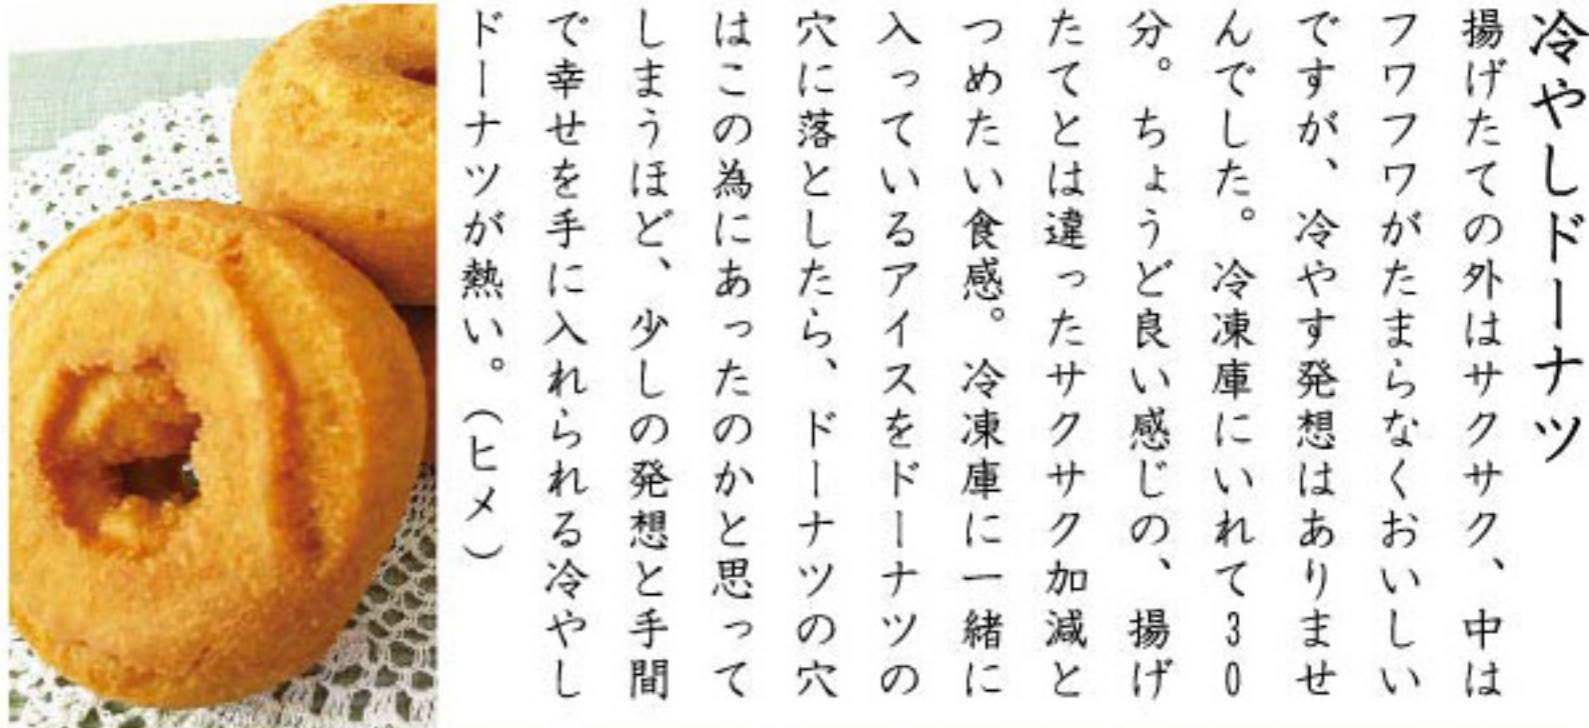 冷やしドーナツ
揚げたての外はサクサク、中は
フワフワがたまらなくおいしい
ですが、冷やす発想はありませ
んでした。冷凍庫にいれて30
分。ちょうど良い感じの、揚げ
たてとは違ったサクサク加減と
つめたい食感。冷凍庫に一緒に
入っているアイスをドーナツの
穴に落としたら、ドーナツの穴
はこの為にあったのかと思って
しまうほど、少しの発想と手間
で幸せを手に入れられる冷やし
ドーナツが熱い。（ヒメ）